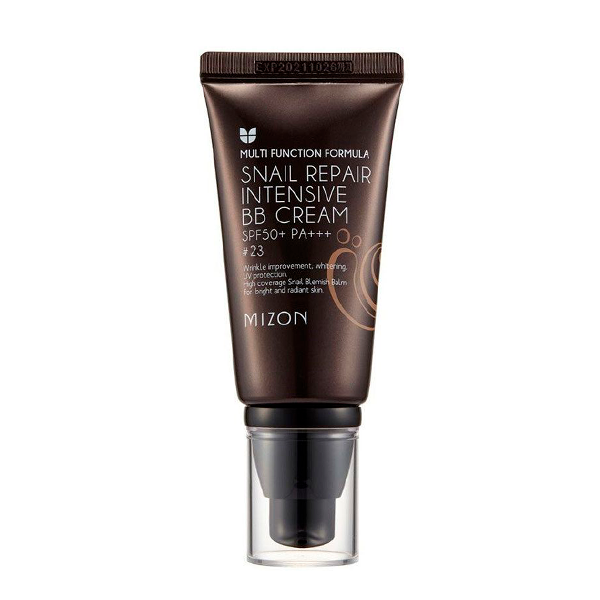 EXP20211026
MULTI FUNCTION FORMULA
SNAIL REPAIR
INTENSIVE
BB CREAM
SPF50+ PA+++
#23
Wrinkle improvement, whitening,
UV protection.
High coverage Snail Blemish Balm
for bright and radiant skin.
MIZON